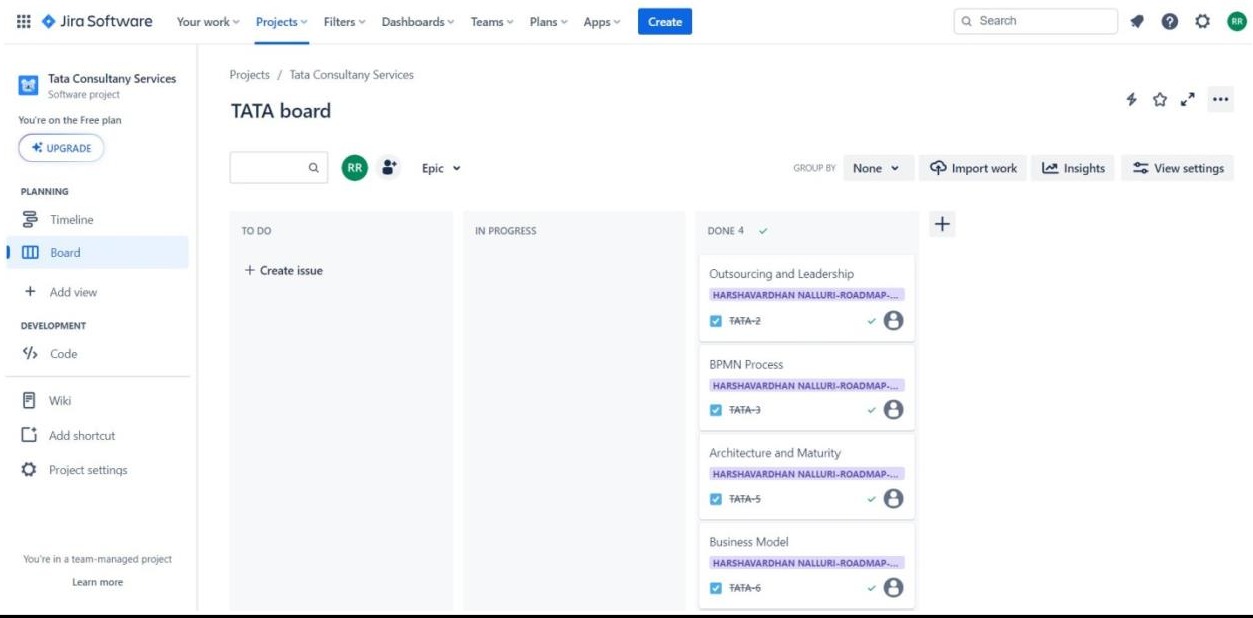 Jira Software Your work Projects Filters Dashboards Teams Plans Apps Create Search RR
Tata Consultany Services
Software project
You're on the Free plan
UPGRADE
PLANNING
Timeline
Board
Add view
DEVELOPMENT
Code
Wiki
Add shortcut
Project settings
You're in a team-managed project
Learn more
Projects / Tata Consultany Services
TATA board
RR Epic GROUP BY None Import work Insights View settings
TO DO
+ Create issue
IN PROGRESS
DONE 4
Outsourcing and Leadership
HARSHAVARDHAN NALLURI-ROADMAP-...
TATA-2
BPMN Process
HARSHAVARDHAN NALLURI-ROADMAP-...
TATA-3
Architecture and Maturity
HARSHAVARDHAN NALLURI-ROADMAP-...
TATA-5
Business Model
HARSHAVARDHAN NALLURI-ROADMAP-...
TATA-6